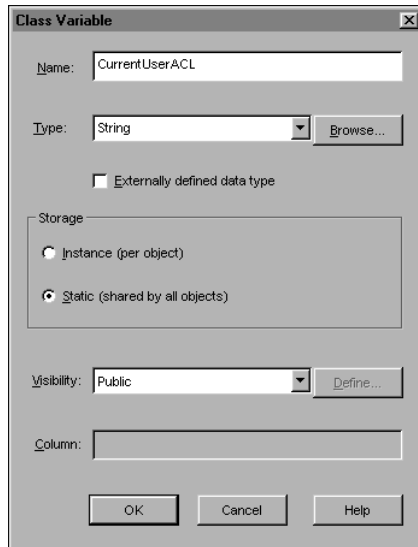 Class Variable
Name: CurrentUserACL
Type: String Browse...
Externally defined data type
Storage
Instance (per object)
Static (shared by all objects)
Visibility: Public Define...
Column:
OK Cancel Help